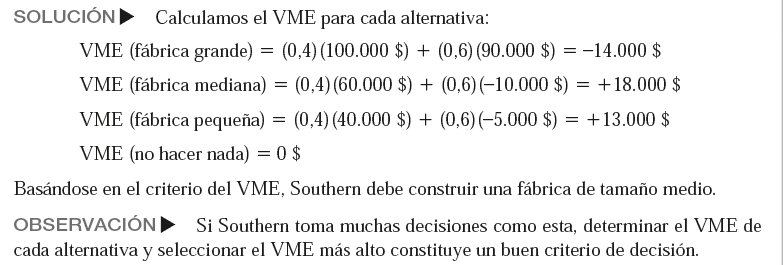 SOLUCIÓN▶ Calculamos el VME para cada alternativa:
VME (fábrica grande) = (0,4)(100.000 $) + (0,6)(90.000 $) = –14.000 $
VME (fábrica mediana) = (0,4)(60.000 $) + (0,6)(–10.000 $) = +18.000 $
VME (fábrica pequeña) = (0,4)(40.000 $) + (0,6)(–5.000 $) = +13.000 $
VME (no hacer nada) = 0 $
Basándose en el criterio del VME, Southern debe construir una fábrica de tamaño medio.
OBSERVACIÓN▶ Si Southern toma muchas decisiones como esta, determinar el VME de
cada alternativa y seleccionar el VME más alto constituye un buen criterio de decisión.